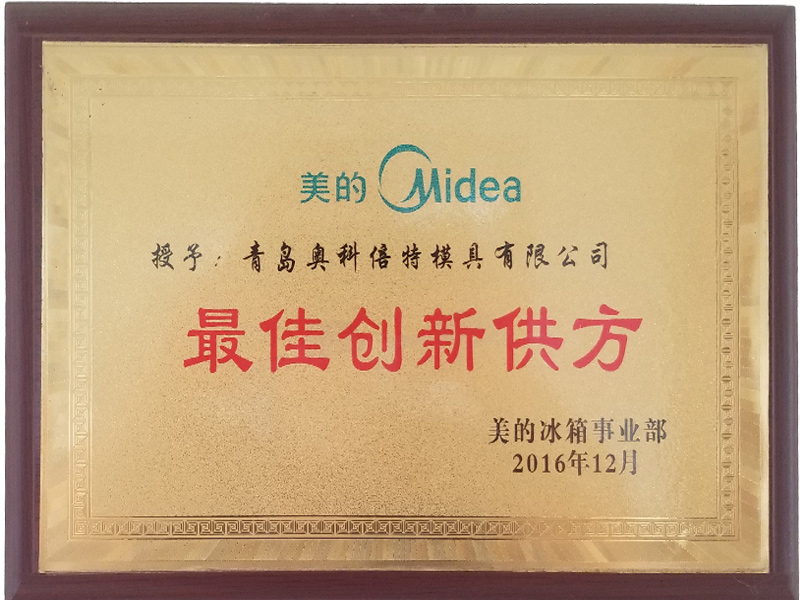 美的 Midea
授予：青岛奥科倍特模具有限公司
最佳创新供方
美的冰箱事业部
2016年12月